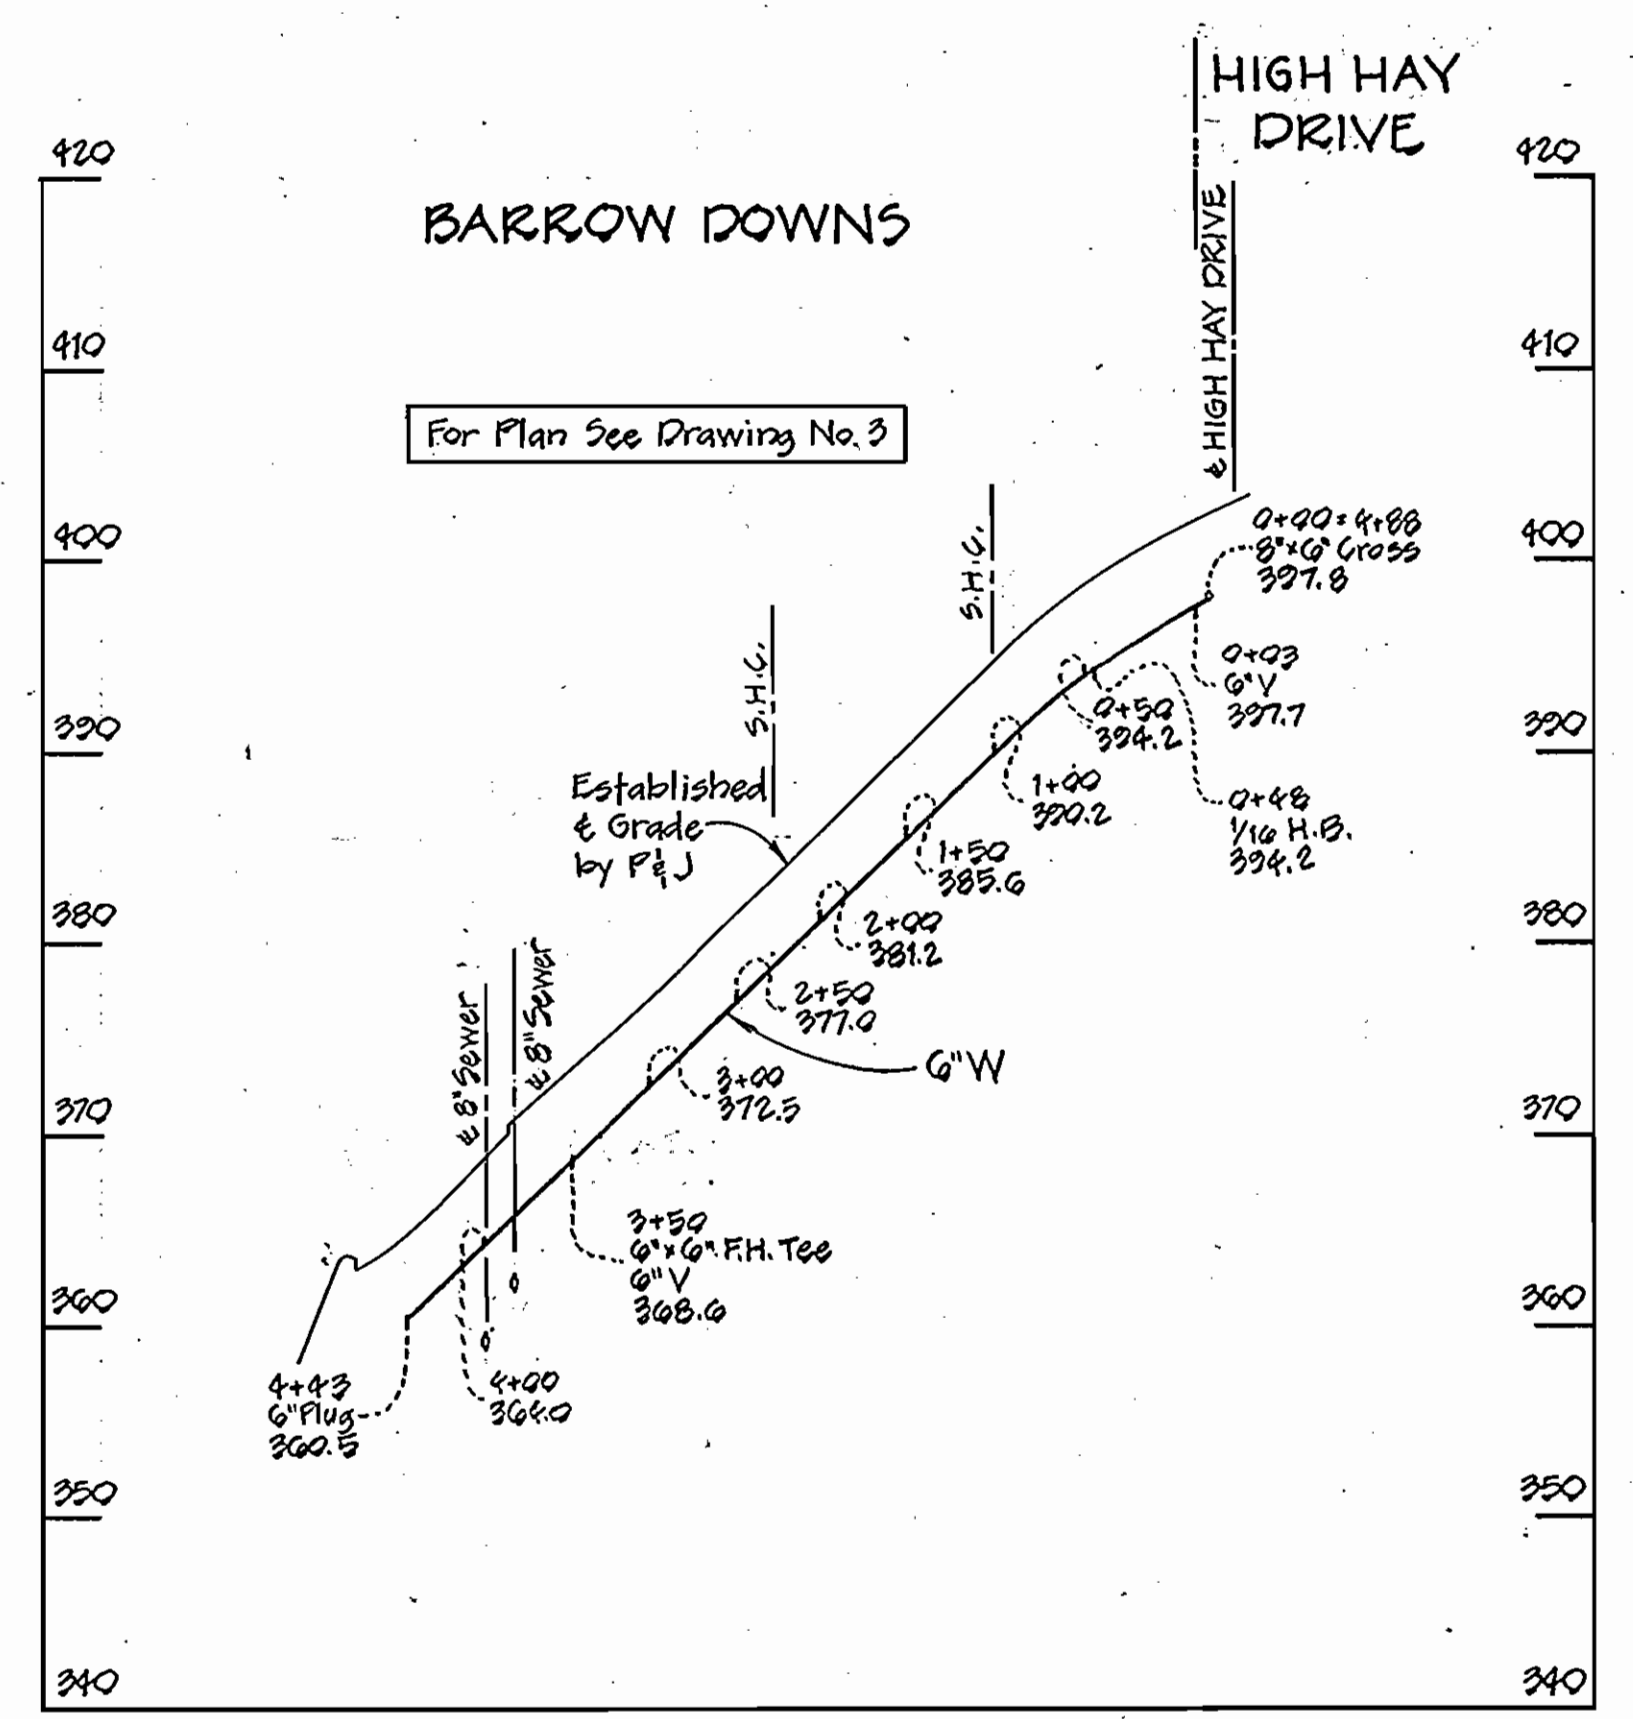 HIGH HAY
DRIVE
BARROW DOWNS
420
410
400
390
380
370
360
350
340
420
410
400
390
380
370
360
350
340
℄ HIGH HAY DRIVE
For Plan See Drawing No. 3
S.H.C.
S.H.C.
Established
℄ Grade
by P&J
0+00=4+88
8"x6" Cross
397.8
0+03
6"V
397.7
0+48
1/16 H.B.
394.2
0+50
394.2
1+00
390.2
1+50
385.6
2+00
381.2
2+50
377.0
6"W
3+00
372.5
℄ 8" Sewer
℄ 8" Sewer
3+50
6"x6" F.H. Tee
6"V
368.6
4+00
364.0
4+43
6" Plug
360.5